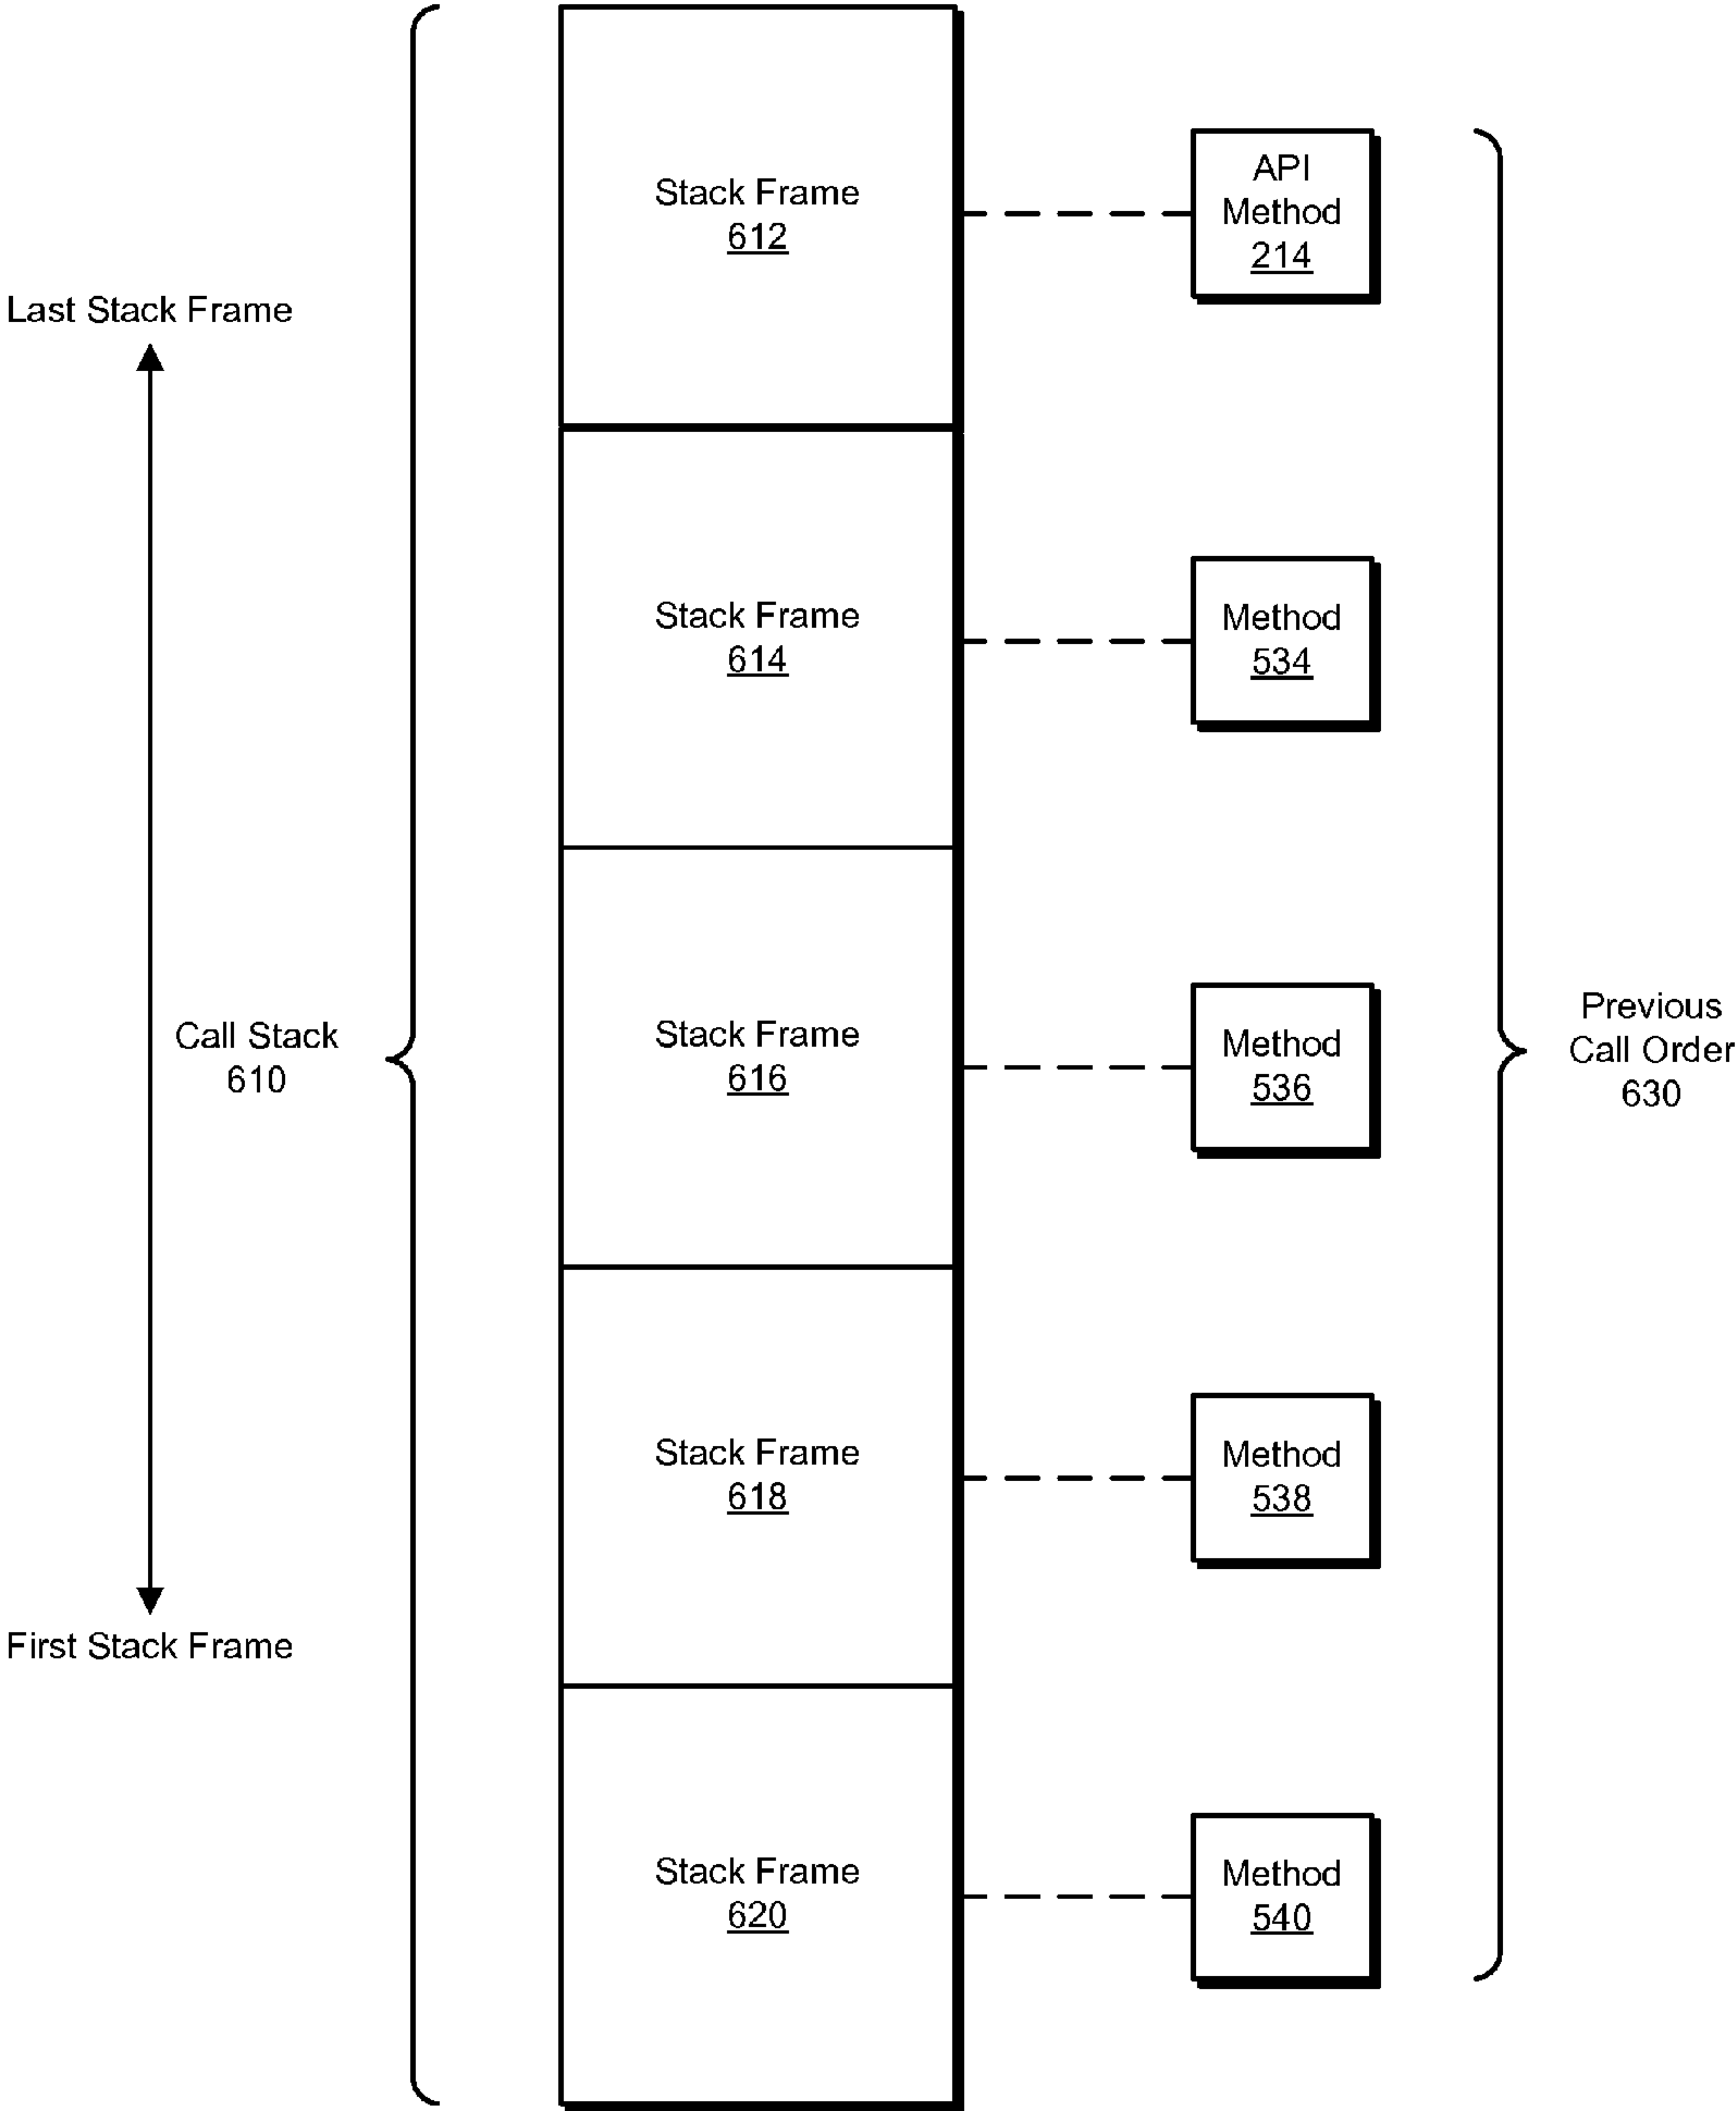 Stack Frame
612
API
Method
214
Last Stack Frame
Stack Frame
614
Method
534
Call Stack
610
Stack Frame
616
Method
536
Previous
Call Order
630
Stack Frame
618
Method
538
First Stack Frame
Stack Frame
620
Method
540